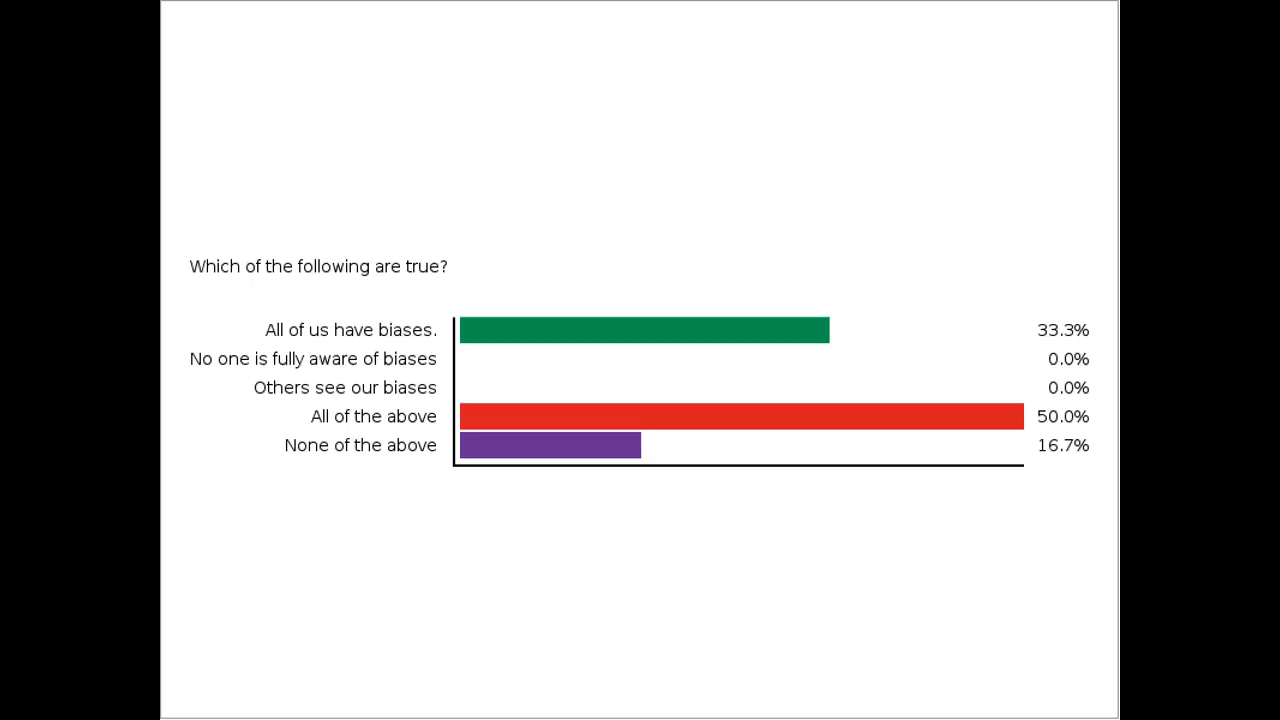 Which of the following are true?
All of us have biases. 33.3%
No one is fully aware of biases 0.0%
Others see our biases 0.0%
All of the above 50.0%
None of the above 16.7%